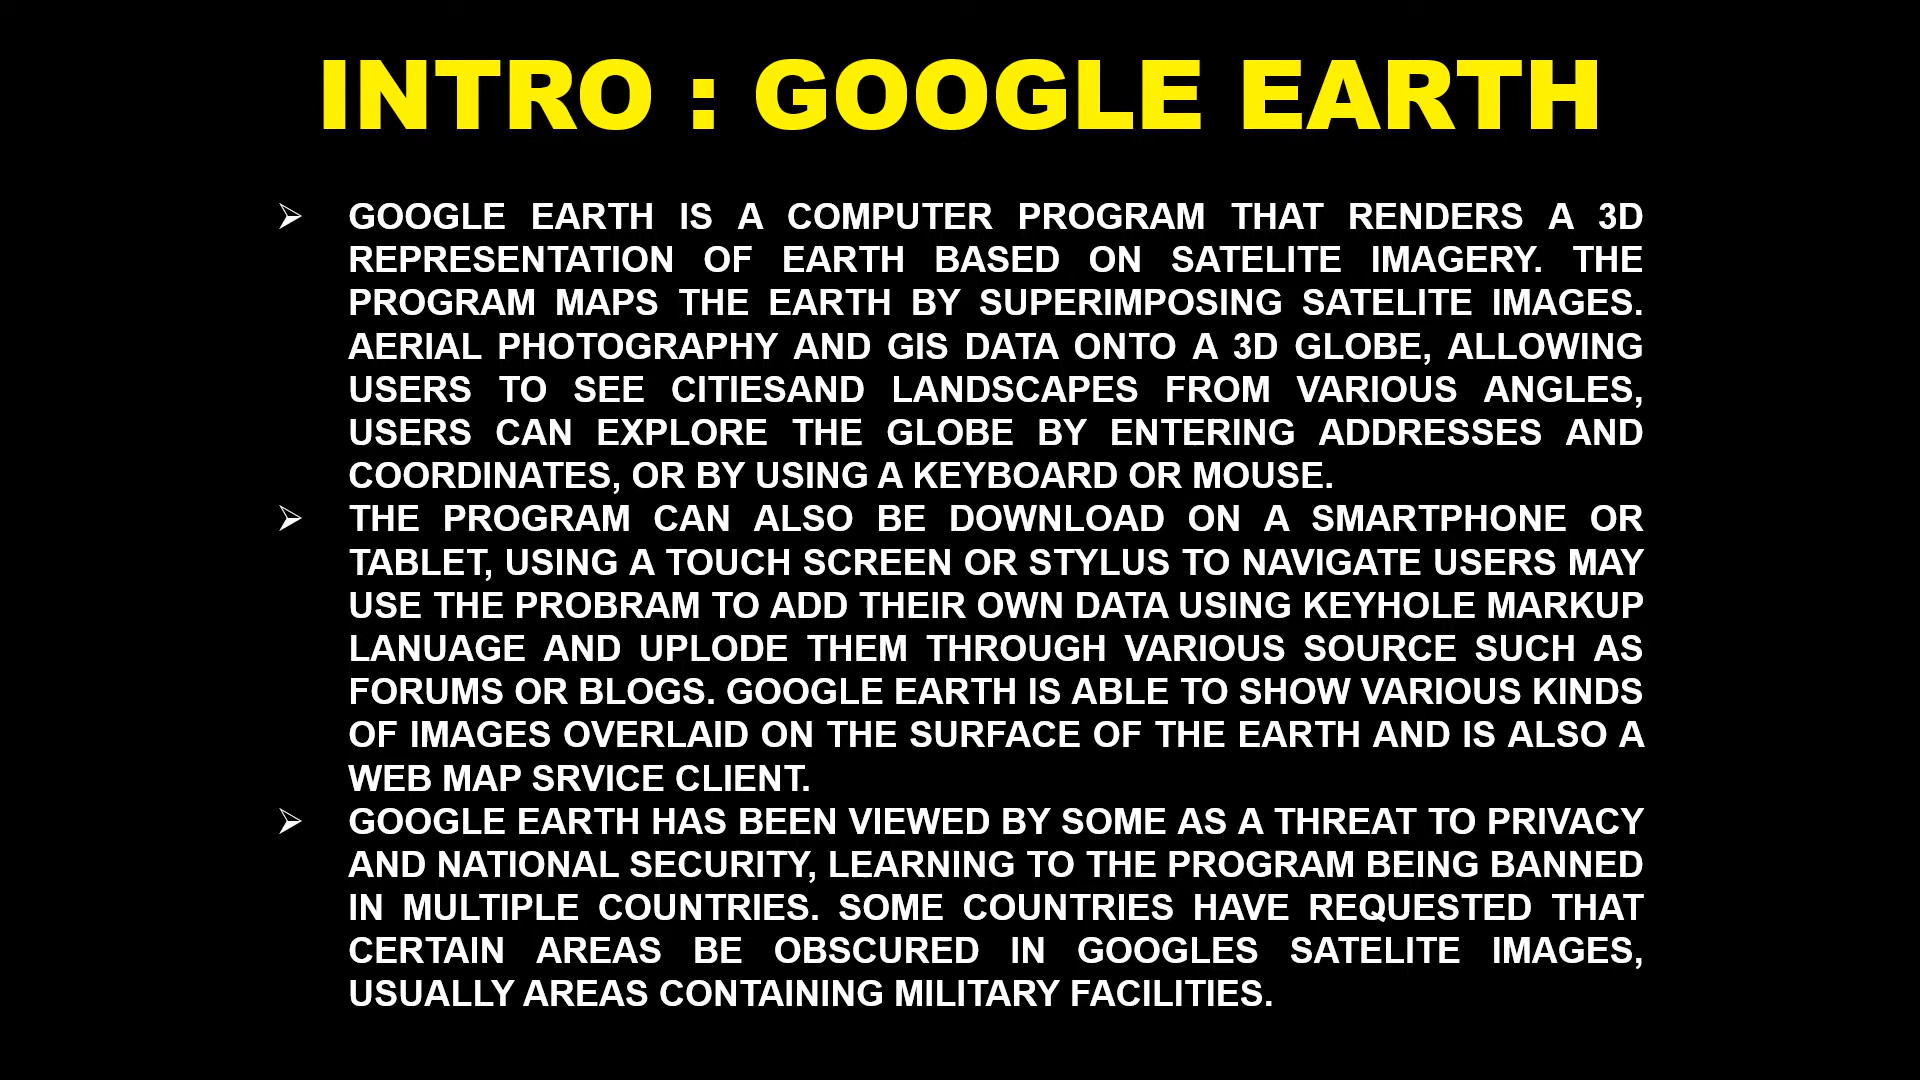 INTRO : GOOGLE EARTH
➢ GOOGLE EARTH IS A COMPUTER PROGRAM THAT RENDERS A 3D
REPRESENTATION OF EARTH BASED ON SATELITE IMAGERY. THE
PROGRAM MAPS THE EARTH BY SUPERIMPOSING SATELITE IMAGES.
AERIAL PHOTOGRAPHY AND GIS DATA ONTO A 3D GLOBE, ALLOWING
USERS TO SEE CITIESAND LANDSCAPES FROM VARIOUS ANGLES,
USERS CAN EXPLORE THE GLOBE BY ENTERING ADDRESSES AND
COORDINATES, OR BY USING A KEYBOARD OR MOUSE.
➢ THE PROGRAM CAN ALSO BE DOWNLOAD ON A SMARTPHONE OR
TABLET, USING A TOUCH SCREEN OR STYLUS TO NAVIGATE USERS MAY
USE THE PROBRAM TO ADD THEIR OWN DATA USING KEYHOLE MARKUP
LANUAGE AND UPLODE THEM THROUGH VARIOUS SOURCE SUCH AS
FORUMS OR BLOGS. GOOGLE EARTH IS ABLE TO SHOW VARIOUS KINDS
OF IMAGES OVERLAID ON THE SURFACE OF THE EARTH AND IS ALSO A
WEB MAP SRVICE CLIENT.
➢ GOOGLE EARTH HAS BEEN VIEWED BY SOME AS A THREAT TO PRIVACY
AND NATIONAL SECURITY, LEARNING TO THE PROGRAM BEING BANNED
IN MULTIPLE COUNTRIES. SOME COUNTRIES HAVE REQUESTED THAT
CERTAIN AREAS BE OBSCURED IN GOOGLES SATELITE IMAGES,
USUALLY AREAS CONTAINING MILITARY FACILITIES.